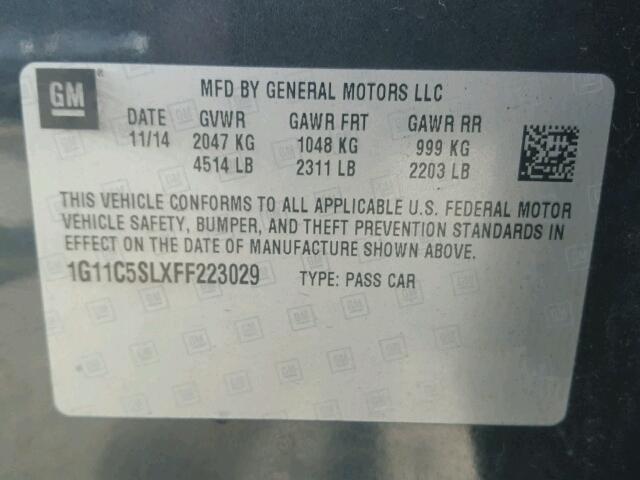 GM
MFD BY GENERAL MOTORS LLC
DATE GVWR GAWR FRT GAWR RR
11/14 2047 KG 1048 KG 999 KG
4514 LB 2311 LB 2203 LB
THIS VEHICLE CONFORMS TO ALL APPLICABLE U.S. FEDERAL MOTOR
VEHICLE SAFETY, BUMPER, AND THEFT PREVENTION STANDARDS IN
EFFECT ON THE DATE OF MANUFACTURE SHOWN ABOVE.
1G11C5SLXFF223029 TYPE: PASS CAR